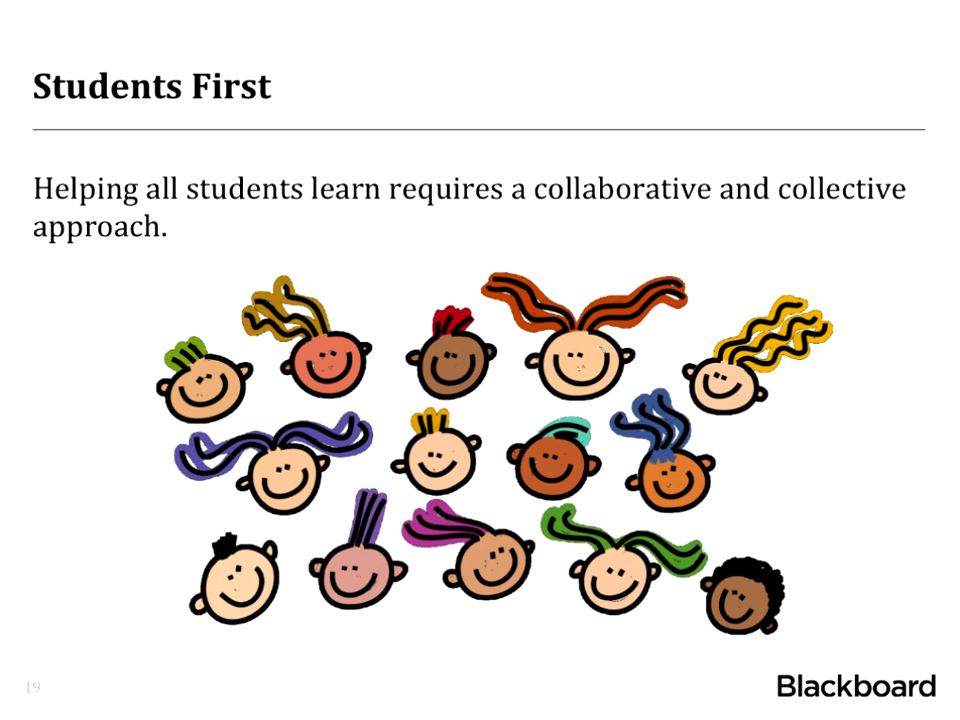 Students First
Helping all students learn requires a collaborative and collective
approach.
19
Blackboard